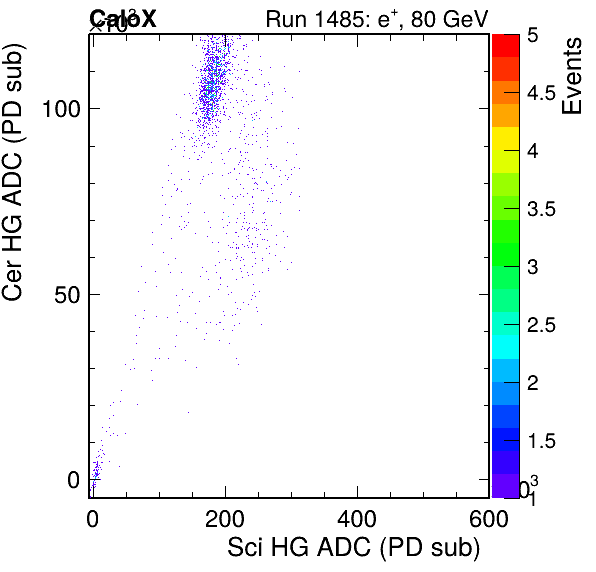 CaloX
×10³
Run 1485: e⁺, 80 GeV
Cer HG ADC (PD sub)
100
50
0
0 200 400 600
Sci HG ADC (PD sub)
Events
5
4.5
4
3.5
3
2.5
2
1.5
1